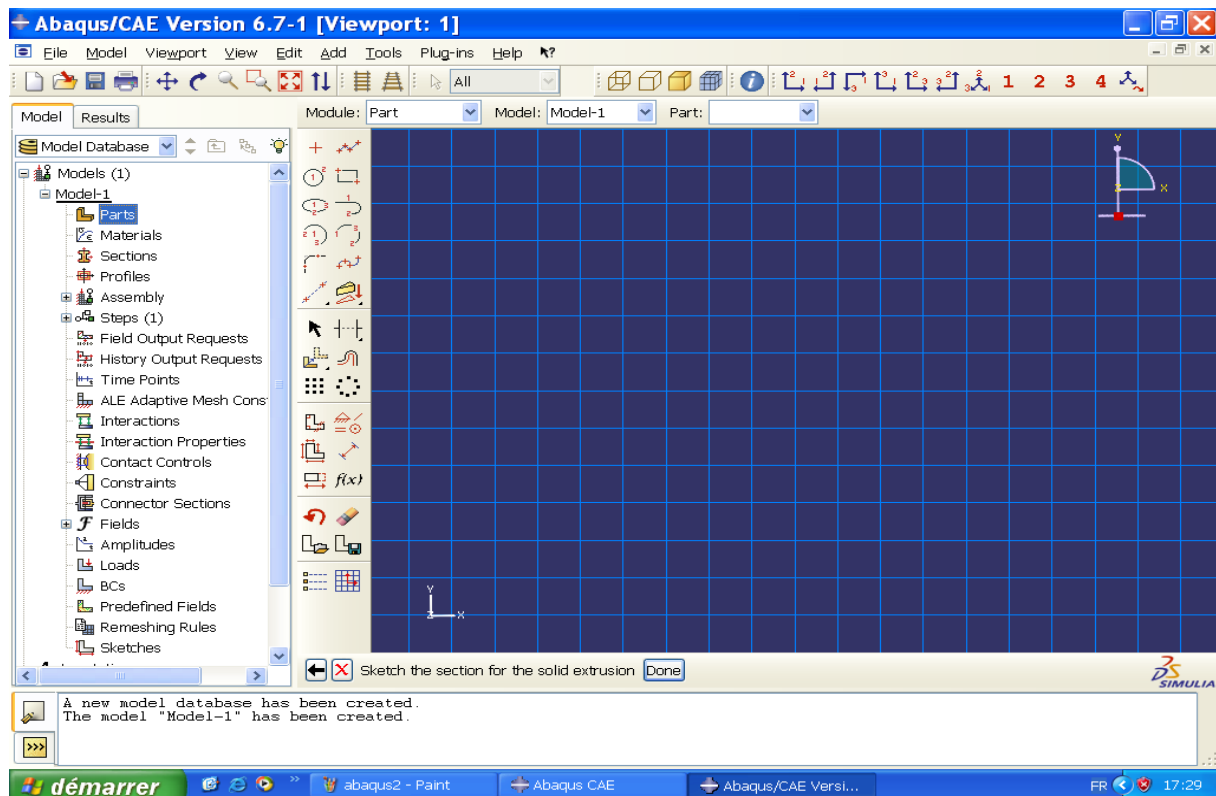 Abaqus/CAE Version 6.7-1 [Viewport: 1]
File Model Viewport View Edit Add Tools Plug-ins Help
All
1 2 3 4
Model Results
Module: Part Model: Model-1 Part:
Model Database
Models (1)
Model-1
Parts
Materials
Sections
Profiles
Assembly
Steps (1)
Field Output Requests
History Output Requests
Time Points
ALE Adaptive Mesh Cons
Interactions
Interaction Properties
Contact Controls
Constraints
Connector Sections
Fields
Amplitudes
Loads
BCs
Predefined Fields
Remeshing Rules
Sketches
f(x)
Y
Z X
Y
Z X
Sketch the section for the solid extrusion Done
SIMULIA
A new model database has been created.
The model "Model-1" has been created.
>>>
démarrer
abaqus2 - Paint
Abaqus CAE
Abaqus/CAE Versi...
FR 17:29